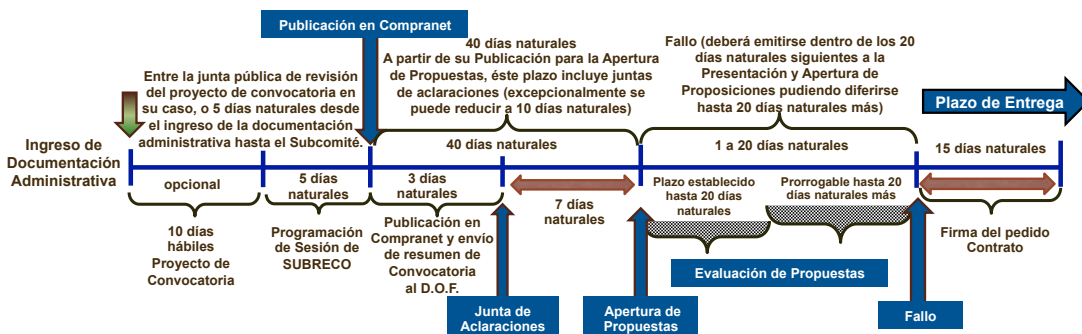 Publicación en Compranet
Entre la junta pública de revisión
del proyecto de convocatoria en
su caso, o 5 días naturales desde
el ingreso de la documentación
administrativa hasta el Subcomité.
40 días naturales
A partir de su Publicación para la Apertura
de Propuestas, éste plazo incluye juntas
de aclaraciones (excepcionalmente se
puede reducir a 10 días naturales)
Fallo (deberá emitirse dentro de los 20
días naturales siguientes a la
Presentación y Apertura de
Proposiciones pudiendo diferirse
hasta 20 días naturales más)
Plazo de Entrega
Ingreso de
Documentación
Administrativa
40 días naturales
1 a 20 días naturales
15 días naturales
opcional
5 días
naturales
3 días
naturales
7 días
naturales
Plazo establecido
hasta 20 días
naturales
Prorrogable hasta 20
días naturales más
10 días
hábiles
Proyecto de
Convocatoria
Programación
de Sesión de
SUBRECO
Publicación en
Compranet y envío
de resumen de
Convocatoria
al D.O.F.
Firma del pedido
Contrato
Evaluación de Propuestas
Junta de
Aclaraciones
Apertura de
Propuestas
Fallo